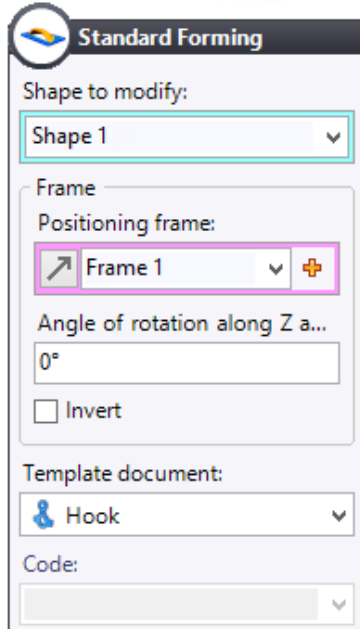 Standard Forming
Shape to modify:
Shape 1
Frame
Positioning frame:
Frame 1
Angle of rotation along Z a...
0°
Invert
Template document:
Hook
Code: